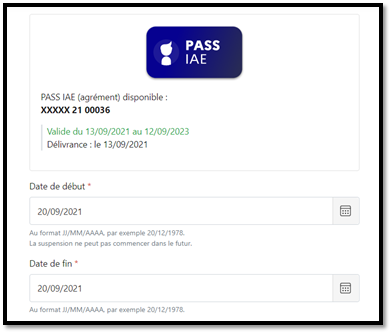 PASS
IAE
PASS IAE (agrément) disponible :
XXXXX 21 00036
Valide du 13/09/2021 au 12/09/2023
Délivrance : le 13/09/2021
Date de début *
20/09/2021
Au format JJ/MM/AAAA, par exemple 20/12/1978.
La suspension ne peut pas commencer dans le futur.
Date de fin *
20/09/2021
Au format JJ/MM/AAAA, par exemple 20/12/1978.